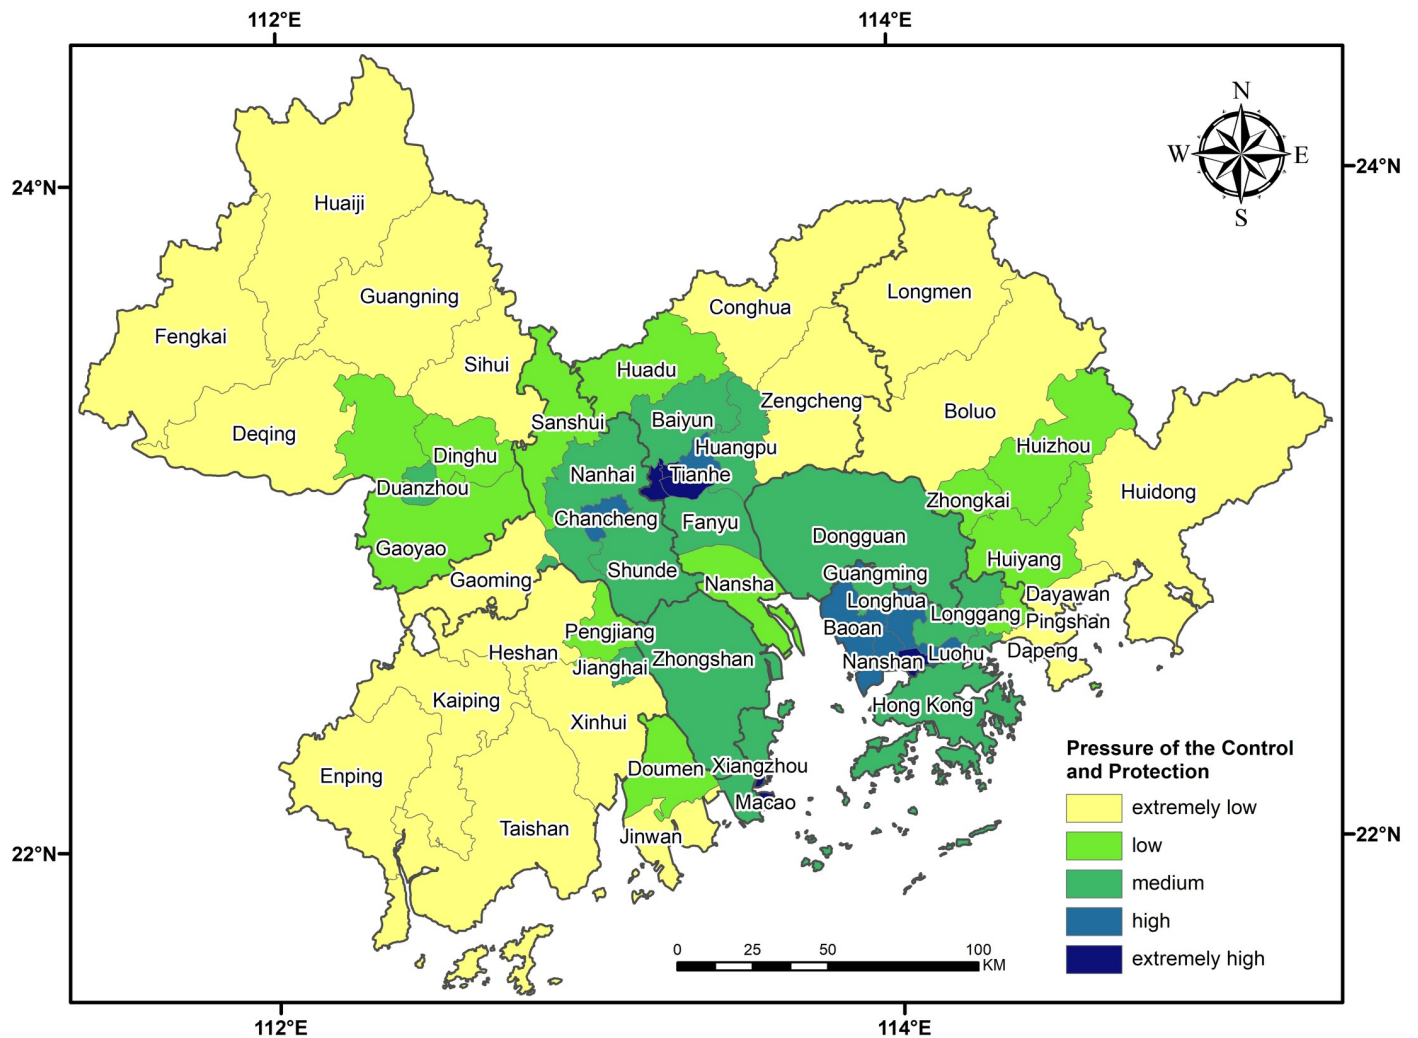 112°E
114°E
N
W
E
S
24°N
24°N
Huaiji
Guangning
Fengkai
Sihui
Deqing
Conghua
Longmen
Huadu
Zengcheng
Boluo
Sanshui
Baiyun
Huangpu
Huizhou
Dinghu
Duanzhou
Nanhai
Tianhe
Zhongkai
Huidong
Chancheng
Fanyu
Dongguan
Gaoyao
Gaoming
Shunde
Nansha
Guangming
Huiyang
Longhua
Longgang
Dayawan
Pingshan
Baoan
Pengjiang
Heshan
Jianghai
Zhongshan
Nanshan
Luohu
Dapeng
Kaiping
Xinhui
Hong Kong
Enping
Doumen
Xiangzhou
Macao
Taishan
Jinwan
22°N
22°N
Pressure of the Control
and Protection
extremely low
low
medium
high
extremely high
0
25
50
100
KM
112°E
114°E